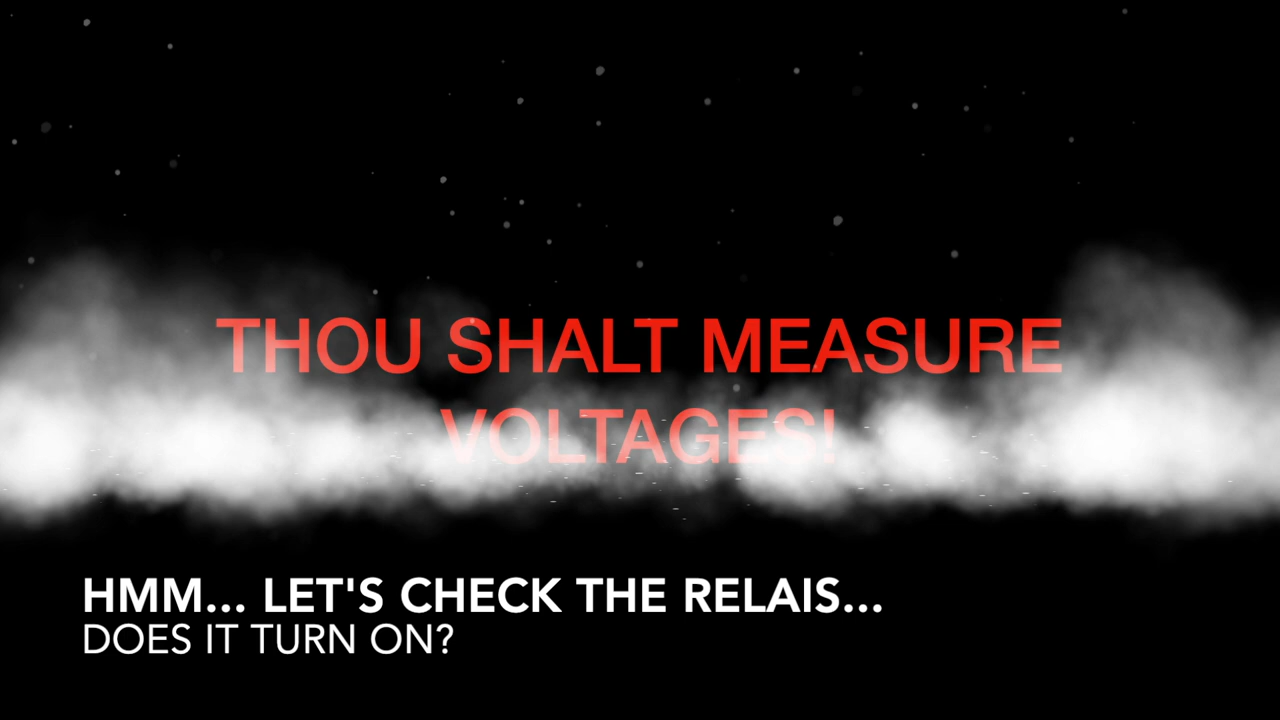 THOU SHALT MEASURE
VOLTAGES!
HMM... LET'S CHECK THE RELAIS...
DOES IT TURN ON?